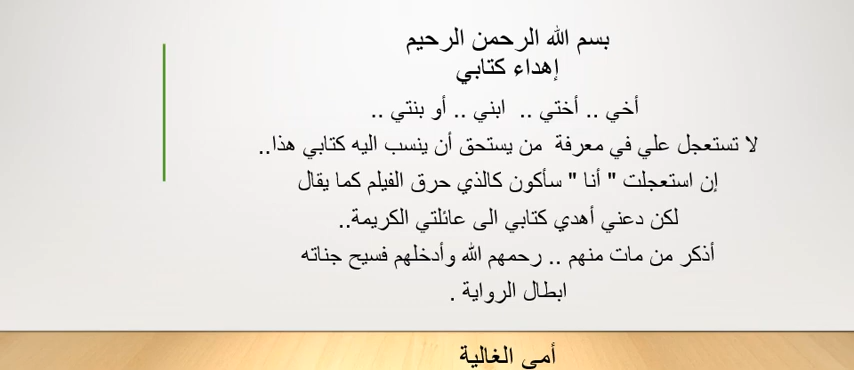 بسم الله الرحمن الرحيم
إهداء كتابي
أخي .. أختي .. ابني .. أو بنتي ..
لا تستعجل علي في معرفة من يستحق أن ينسب اليه كتابي هذا..
إن استعجلت " أنا " سأكون كالذي حرق الفيلم كما يقال
لكن دعني أهدي كتابي الى عائلتي الكريمة..
أذكر من مات منهم .. رحمهم الله وأدخلهم فسيح جناته
ابطال الرواية .
أمي الغالية